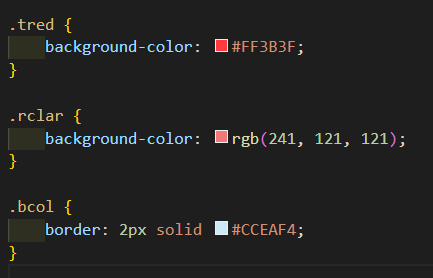 .tred {
    background-color: #FF3B3F;
}

.rclar {
    background-color: rgb(241, 121, 121);
}

.bcol {
    border: 2px solid #CCEAF4;
}